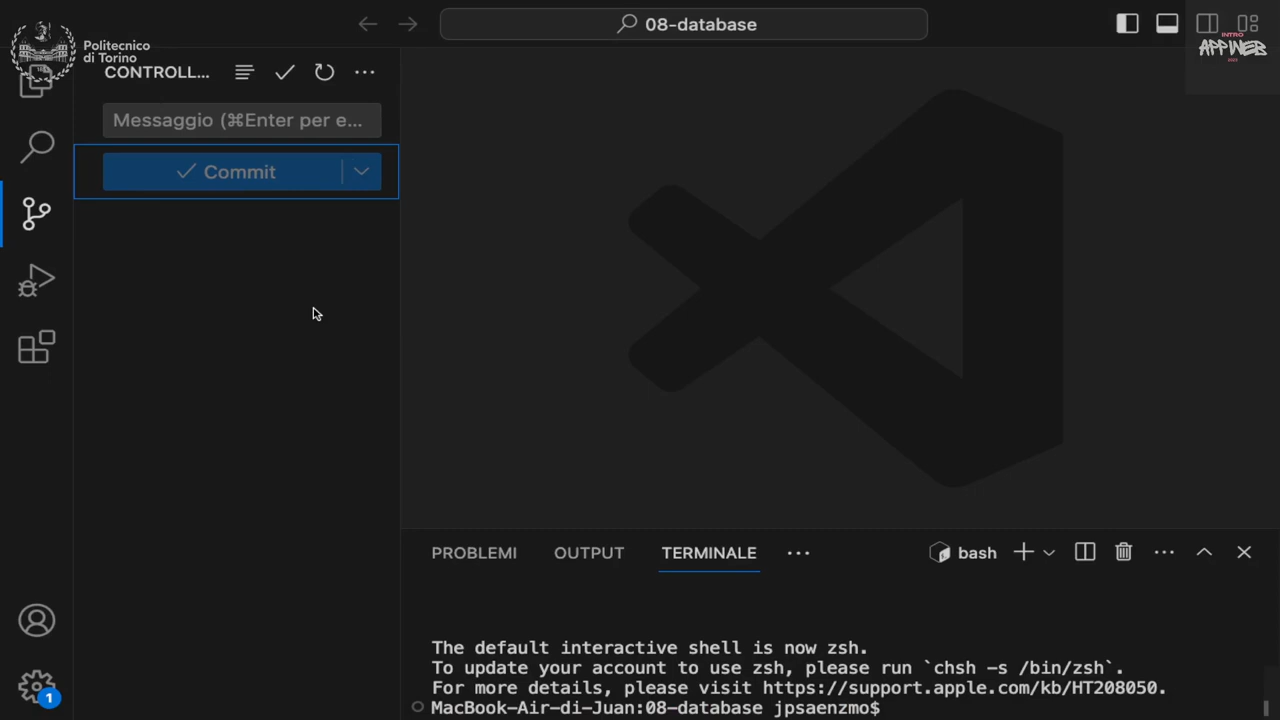 08-database
Politecnico
di Torino
INTRO
APPWEB
CONTROLL...
Messaggio (⌘Enter per e...
Commit
PROBLEMI
OUTPUT
TERMINALE
bash
The default interactive shell is now zsh.
To update your account to use zsh, please run `chsh -s /bin/zsh`.
For more details, please visit https://support.apple.com/kb/HT208050.
MacBook-Air-di-Juan:08-database jpsaenzmo$
1